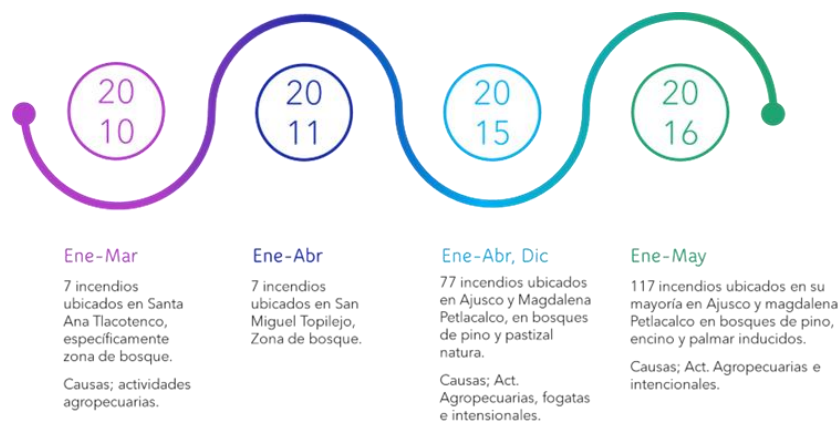 20
10
20
11
20
15
20
16
Ene-Mar
7 incendios
ubicados en Santa
Ana Tlacotenco,
específicamente
zona de bosque.
Causas; actividades
agropecuarias.
Ene-Abr
7 incendios
ubicados en San
Miguel Topilejo,
Zona de bosque.
Ene-Abr, Dic
77 incendios ubicados
en Ajusco y Magdalena
Petlacalco, en bosques
de pino y pastizal
natura.
Causas; Act.
Agropecuarias, fogatas
e intensionales.
Ene-May
117 incendios ubicados en su
mayoría en Ajusco y magdalena
Petlacalco en bosques de pino,
encino y palmar inducidos.
Causas; Act. Agropecuarias e
intencionales.